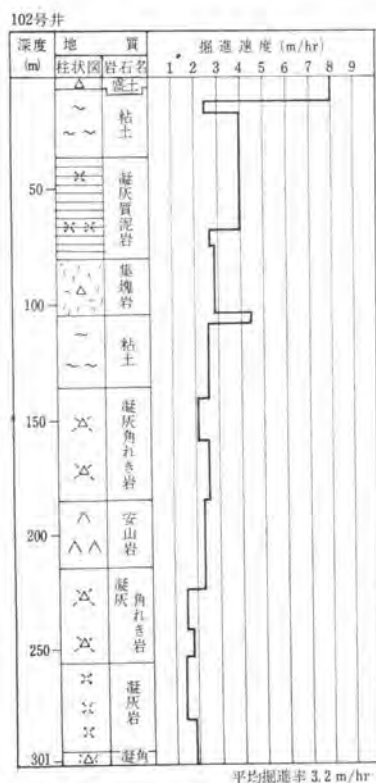 102号井
深度 地質 掘進速度 (m/hr)
(m) 柱状図 岩石名 1 2 3 4 5 6 7 8 9
盛土
粘土
50
凝灰質泥岩
集塊岩
100
粘土
150
凝灰角れき岩
安山岩
200
凝灰角れき岩
250
凝灰岩
301
凝角
平均掘進率 3.2 m/hr